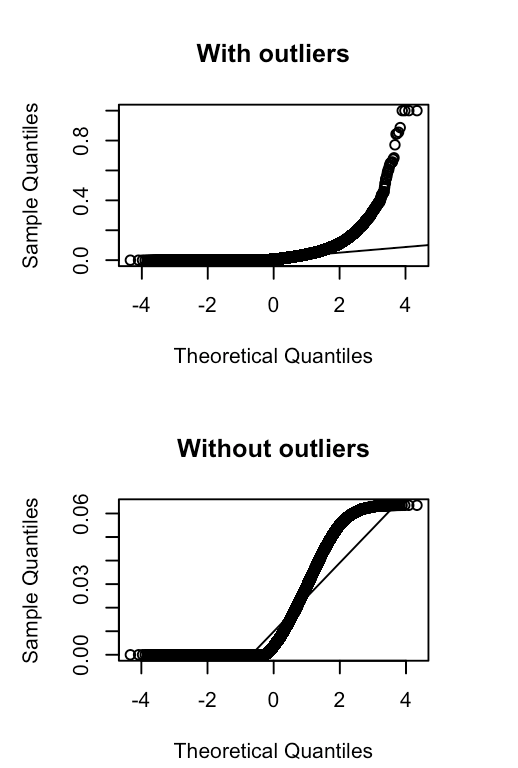 With outliers
Sample Quantiles
0.8
0.4
0.0
-4 -2 0 2 4
Theoretical Quantiles
Without outliers
Sample Quantiles
0.06
0.03
0.00
-4 -2 0 2 4
Theoretical Quantiles